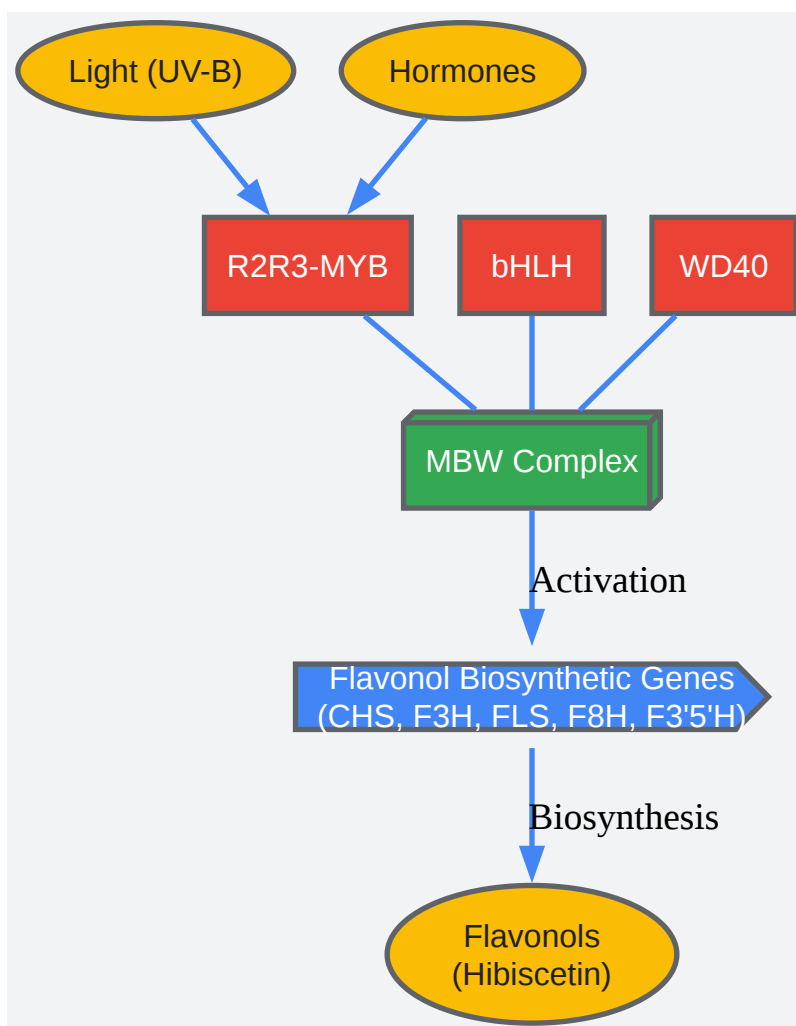 Light (UV-B)
Hormones
R2R3-MYB
bHLH
WD40
MBW Complex
Activation
Flavonol Biosynthetic Genes
(CHS, F3H, FLS, F8H, F3'5'H)
Biosynthesis
Flavonols
(Hibiscetin)